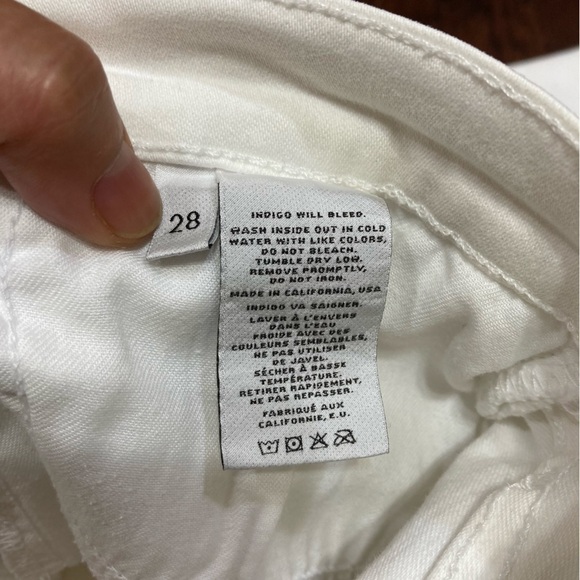 28
INDIGO WILL BLEED.
WASH INSIDE OUT IN COLD
WATER WITH LIKE COLORS,
DO NOT BLEACH.
TUMBLE DRY LOW.
REMOVE PROMPTLY,
DO NOT IRON.
MADE IN CALIFORNIA, USA
INDIGO VA SAIGNER.
LAVER À L'ENVERS
DANS L'EAU
FROIDE AVEC DES
COULEURS SEMBLABLES,
NE PAS UTILISER
DE JAVEL.
SÉCHER À BASSE
TEMPÉRATURE.
RETIRER RAPIDEMENT,
NE PAS REPASSER.
FABRIQUÉ AUX
CALIFORNIE, E.U.